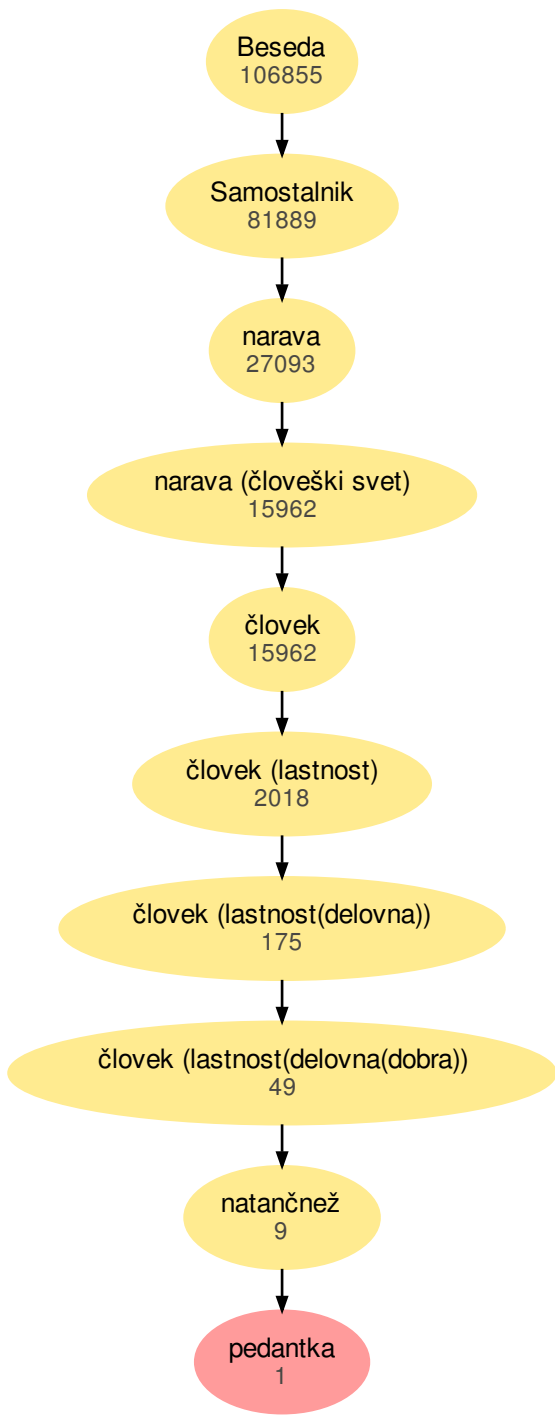 Beseda
106855
Samostalnik
81889
narava
27093
narava (človeški svet)
15962
človek
15962
človek (lastnost)
2018
človek (lastnost(delovna))
175
človek (lastnost(delovna(dobra))
49
natančnež
9
pedantka
1